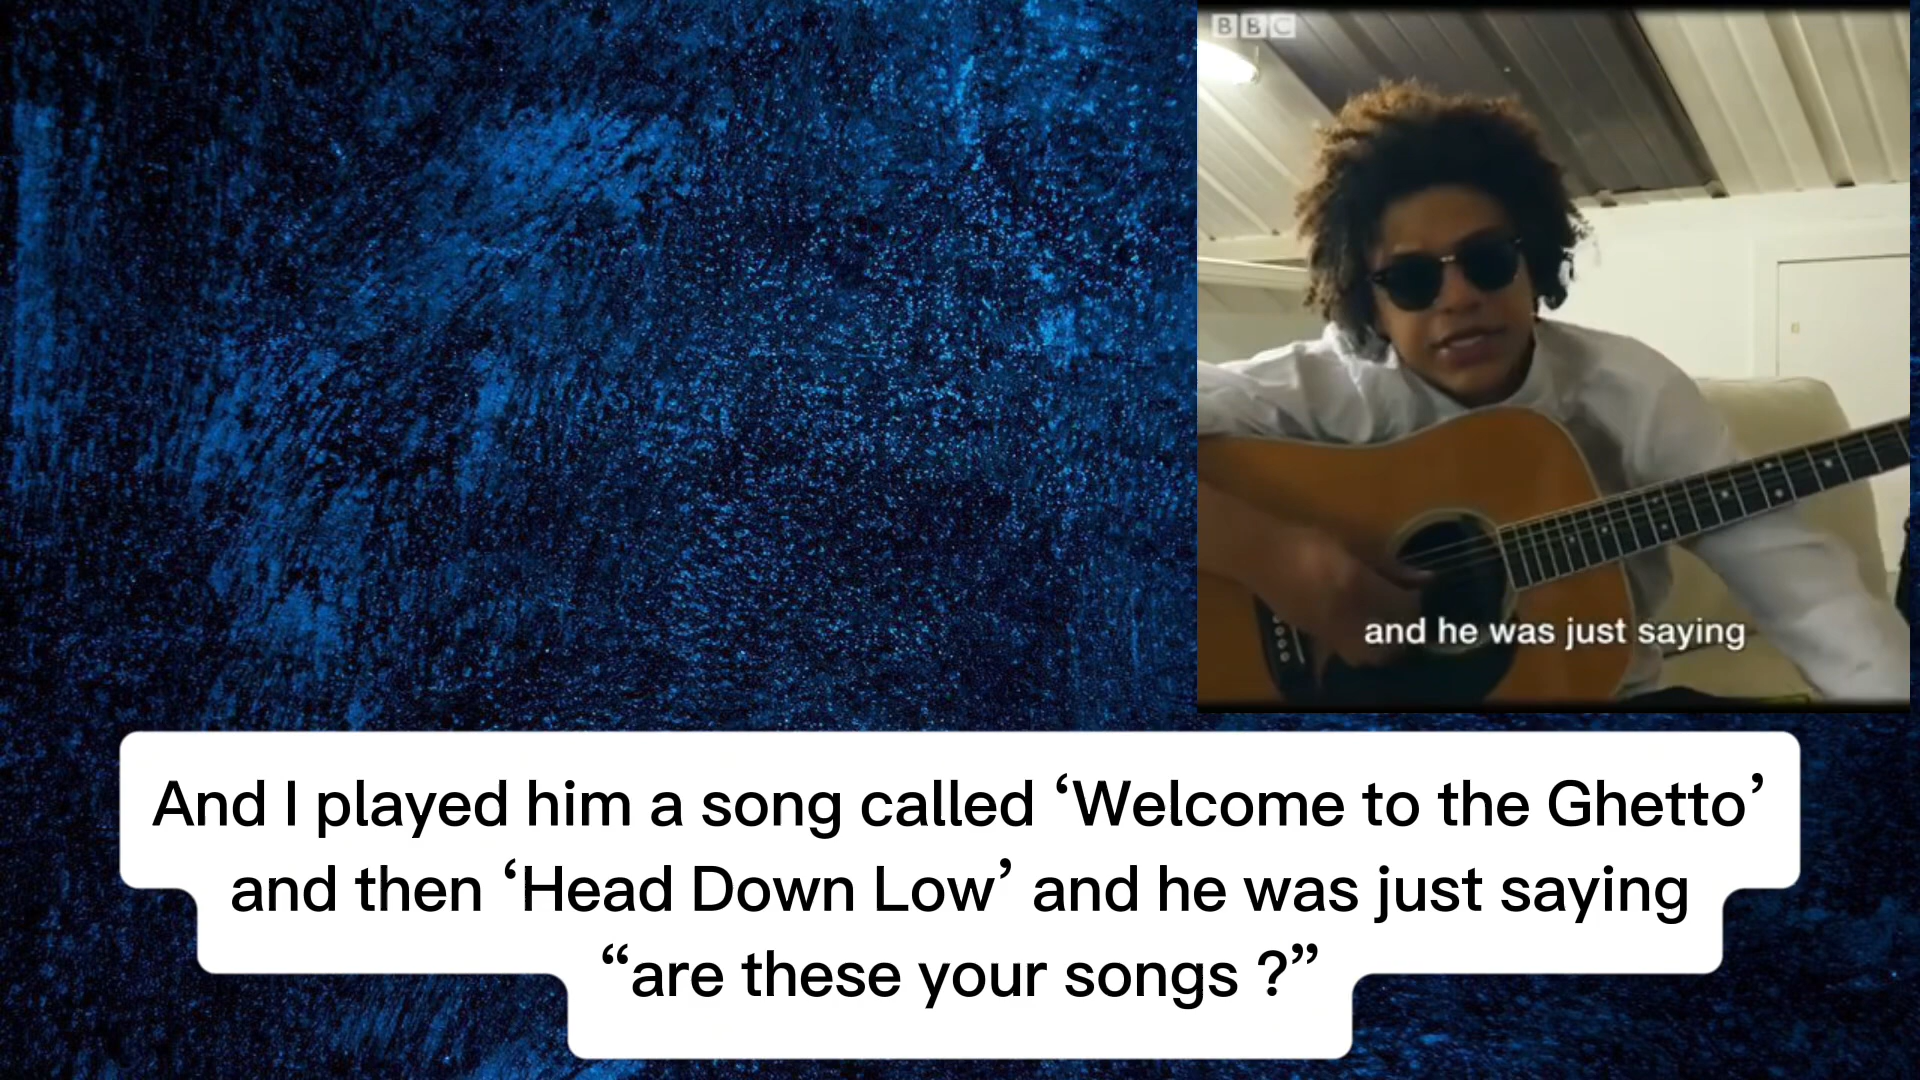 BBC
and he was just saying
And I played him a song called ‘Welcome to the Ghetto’
and then ‘Head Down Low’ and he was just saying
“are these your songs ?”